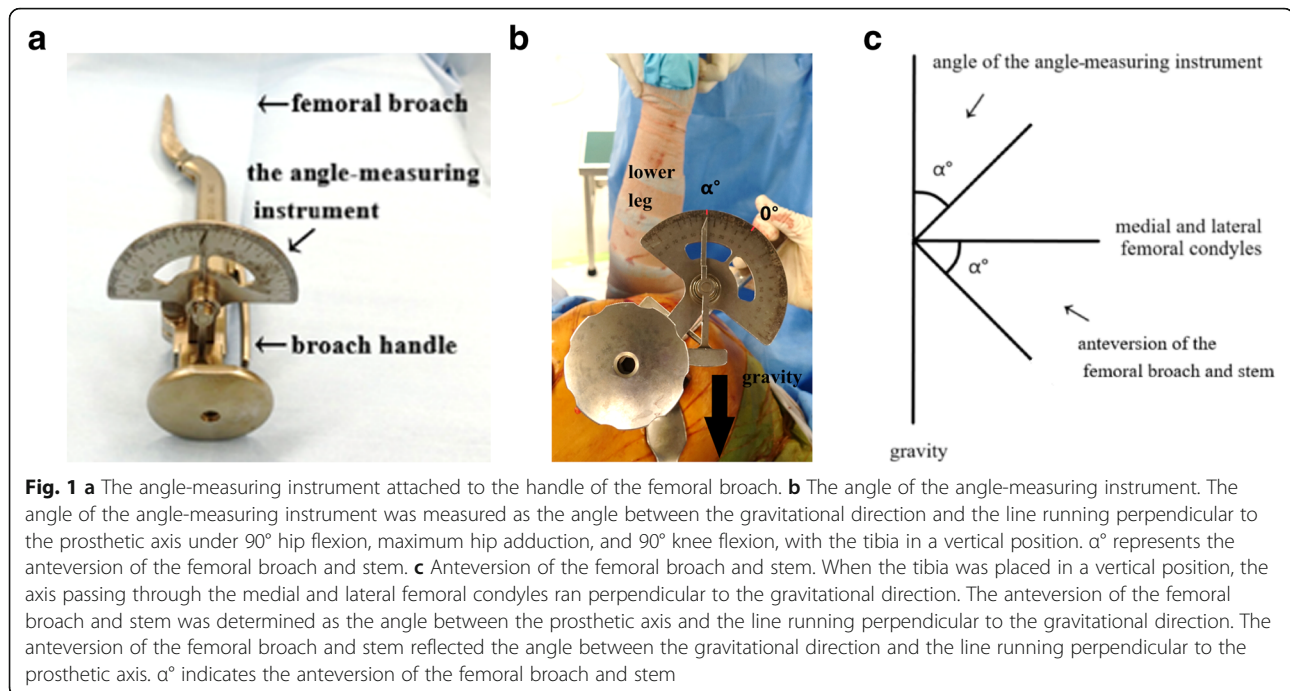 a
←femoral broach
the angle-measuring
instrument
←broach handle
b
lower
leg
α°
0°
gravity
c
angle of the angle-measuring instrument
α°
medial and lateral
femoral condyles
α°
anteversion of the
femoral broach and stem
gravity
Fig. 1 a The angle-measuring instrument attached to the handle of the femoral broach. b The angle of the angle-measuring instrument. The
angle of the angle-measuring instrument was measured as the angle between the gravitational direction and the line running perpendicular to
the prosthetic axis under 90° hip flexion, maximum hip adduction, and 90° knee flexion, with the tibia in a vertical position. α° represents the
anteversion of the femoral broach and stem. c Anteversion of the femoral broach and stem. When the tibia was placed in a vertical position, the
axis passing through the medial and lateral femoral condyles ran perpendicular to the gravitational direction. The anteversion of the femoral
broach and stem was determined as the angle between the prosthetic axis and the line running perpendicular to the gravitational direction. The
anteversion of the femoral broach and stem reflected the angle between the gravitational direction and the line running perpendicular to the
prosthetic axis. α° indicates the anteversion of the femoral broach and stem